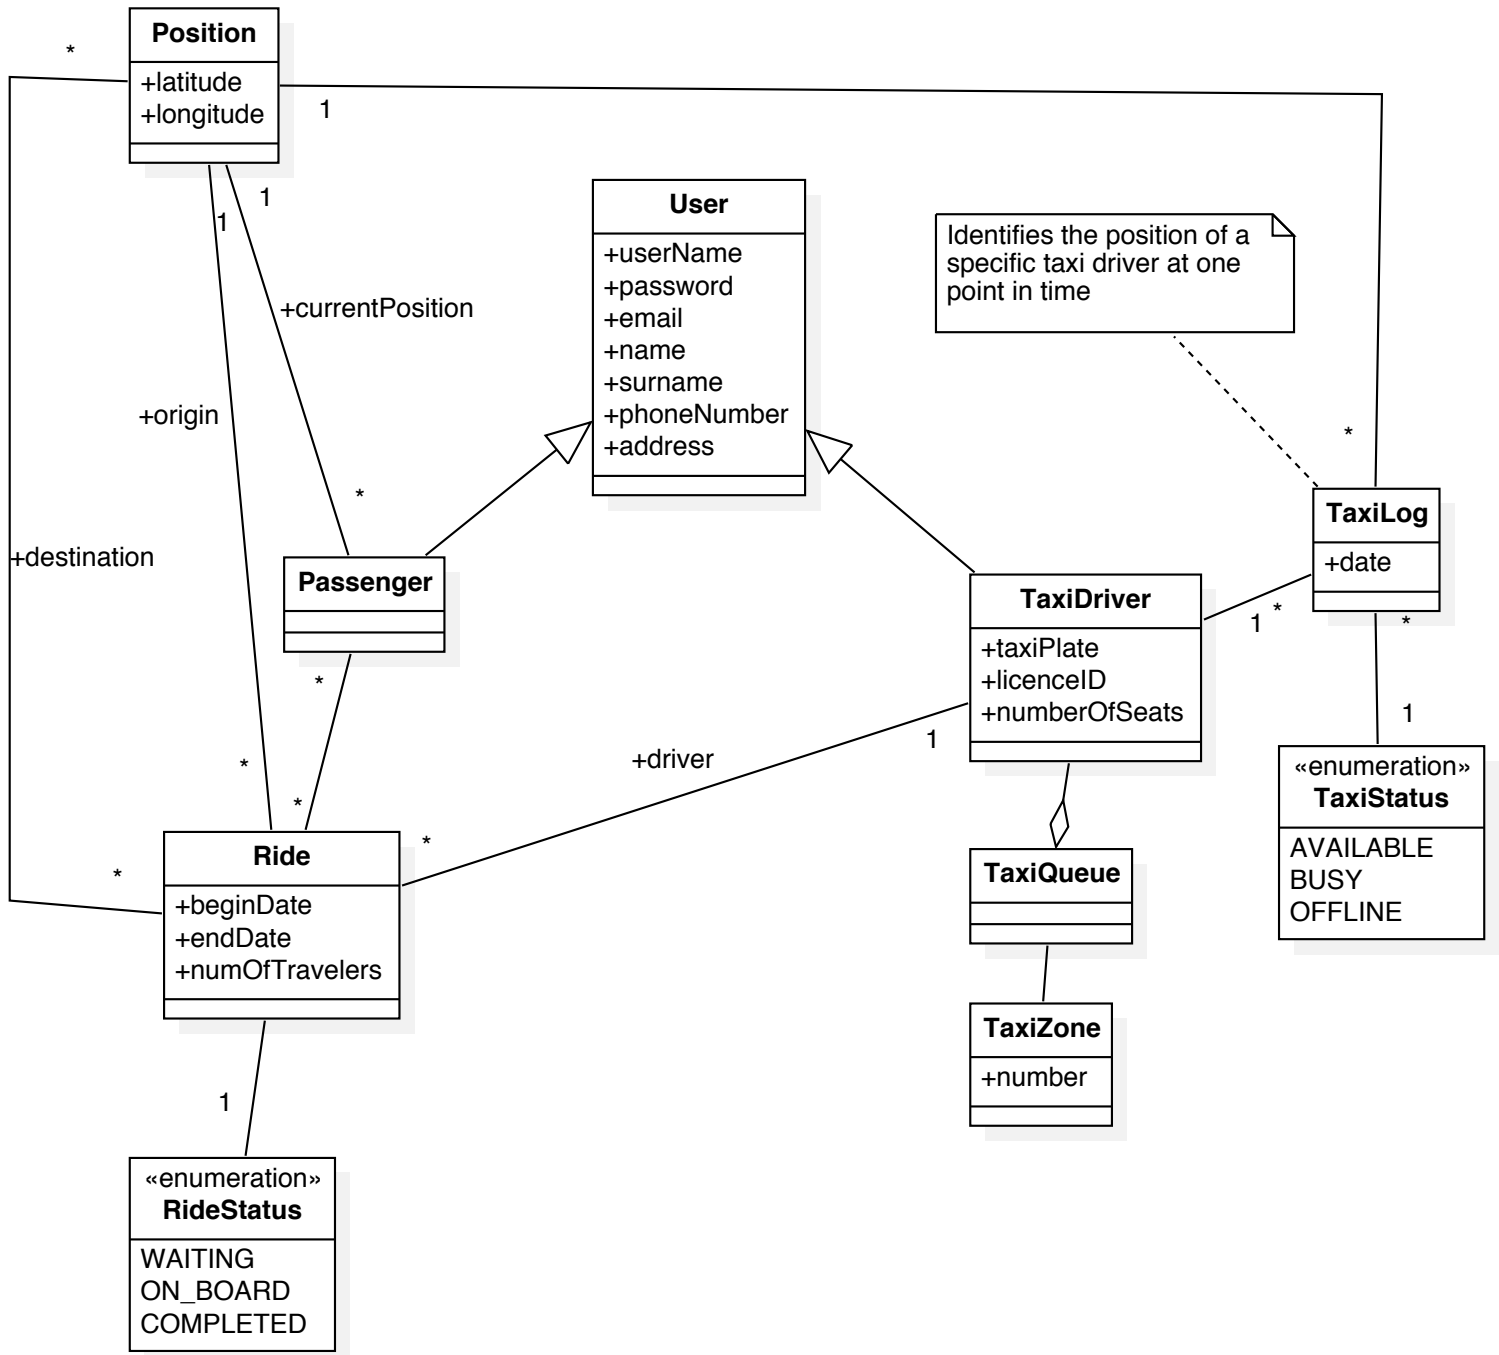 Position
+latitude
+longitude
*
1
1
1
+currentPosition
+origin
*
+destination
User
+userName
+password
+email
+name
+surname
+phoneNumber
+address
Identifies the position of a
specific taxi driver at one
point in time
*
TaxiLog
+date
Passenger
*
*
*
TaxiDriver
+taxiPlate
+licenceID
+numberOfSeats
1
*
*
1
1
+driver
*
*
«enumeration»
TaxiStatus
AVAILABLE
BUSY
OFFLINE
Ride
+beginDate
+endDate
+numOfTravelers
TaxiQueue
TaxiZone
+number
1
«enumeration»
RideStatus
WAITING
ON_BOARD
COMPLETED